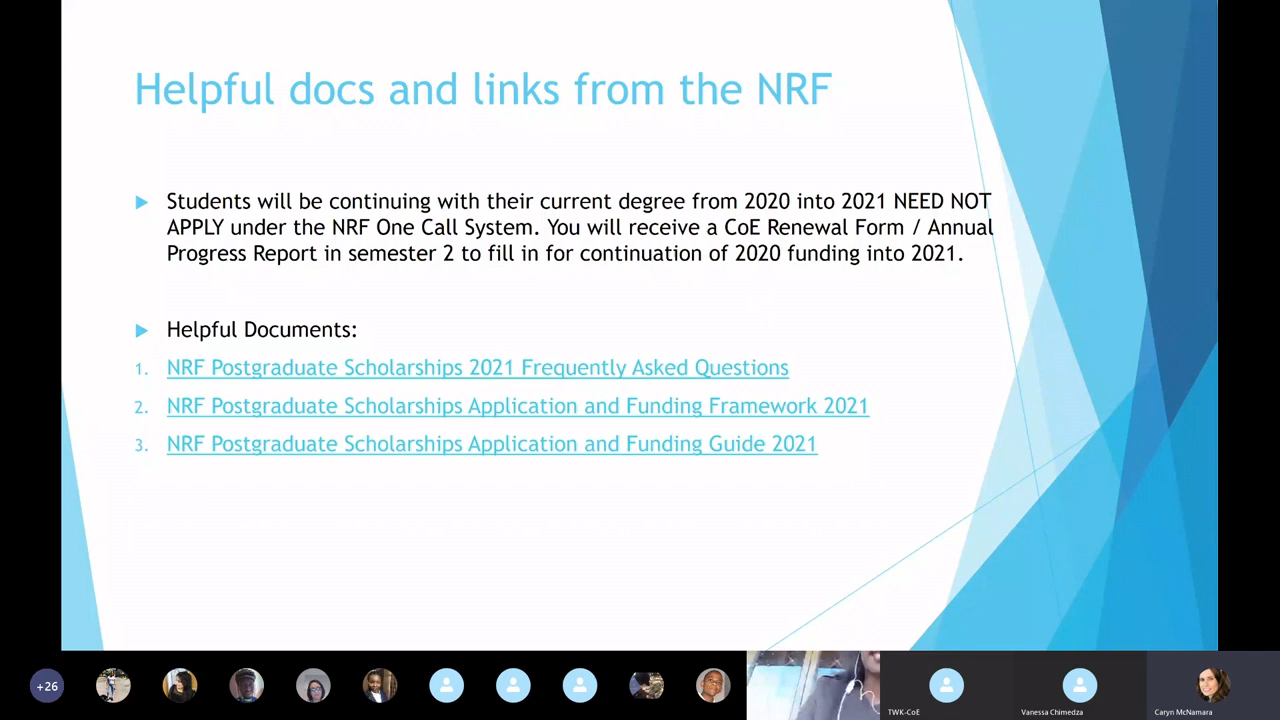 Helpful docs and links from the NRF
Students will be continuing with their current degree from 2020 into 2021 NEED NOT
APPLY under the NRF One Call System. You will receive a CoE Renewal Form / Annual
Progress Report in semester 2 to fill in for continuation of 2020 funding into 2021.
Helpful Documents:
1. NRF Postgraduate Scholarships 2021 Frequently Asked Questions
2. NRF Postgraduate Scholarships Application and Funding Framework 2021
3. NRF Postgraduate Scholarships Application and Funding Guide 2021
+26
TWK-CoE
Vanessa Chimedza
Caryn McNamara